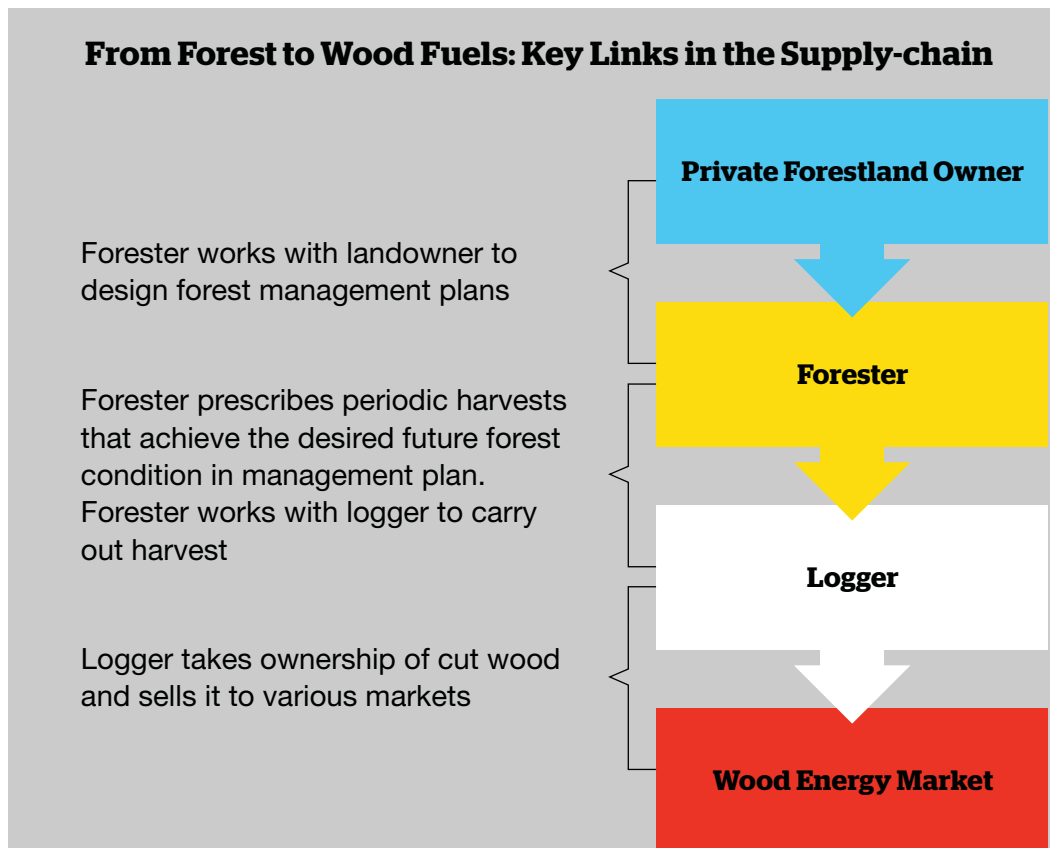 From Forest to Wood Fuels: Key Links in the Supply-chain
Private Forestland Owner
Forester works with landowner to
design forest management plans
Forester
Forester prescribes periodic harvests
that achieve the desired future forest
condition in management plan.
Forester works with logger to carry
out harvest
Logger
Logger takes ownership of cut wood
and sells it to various markets
Wood Energy Market